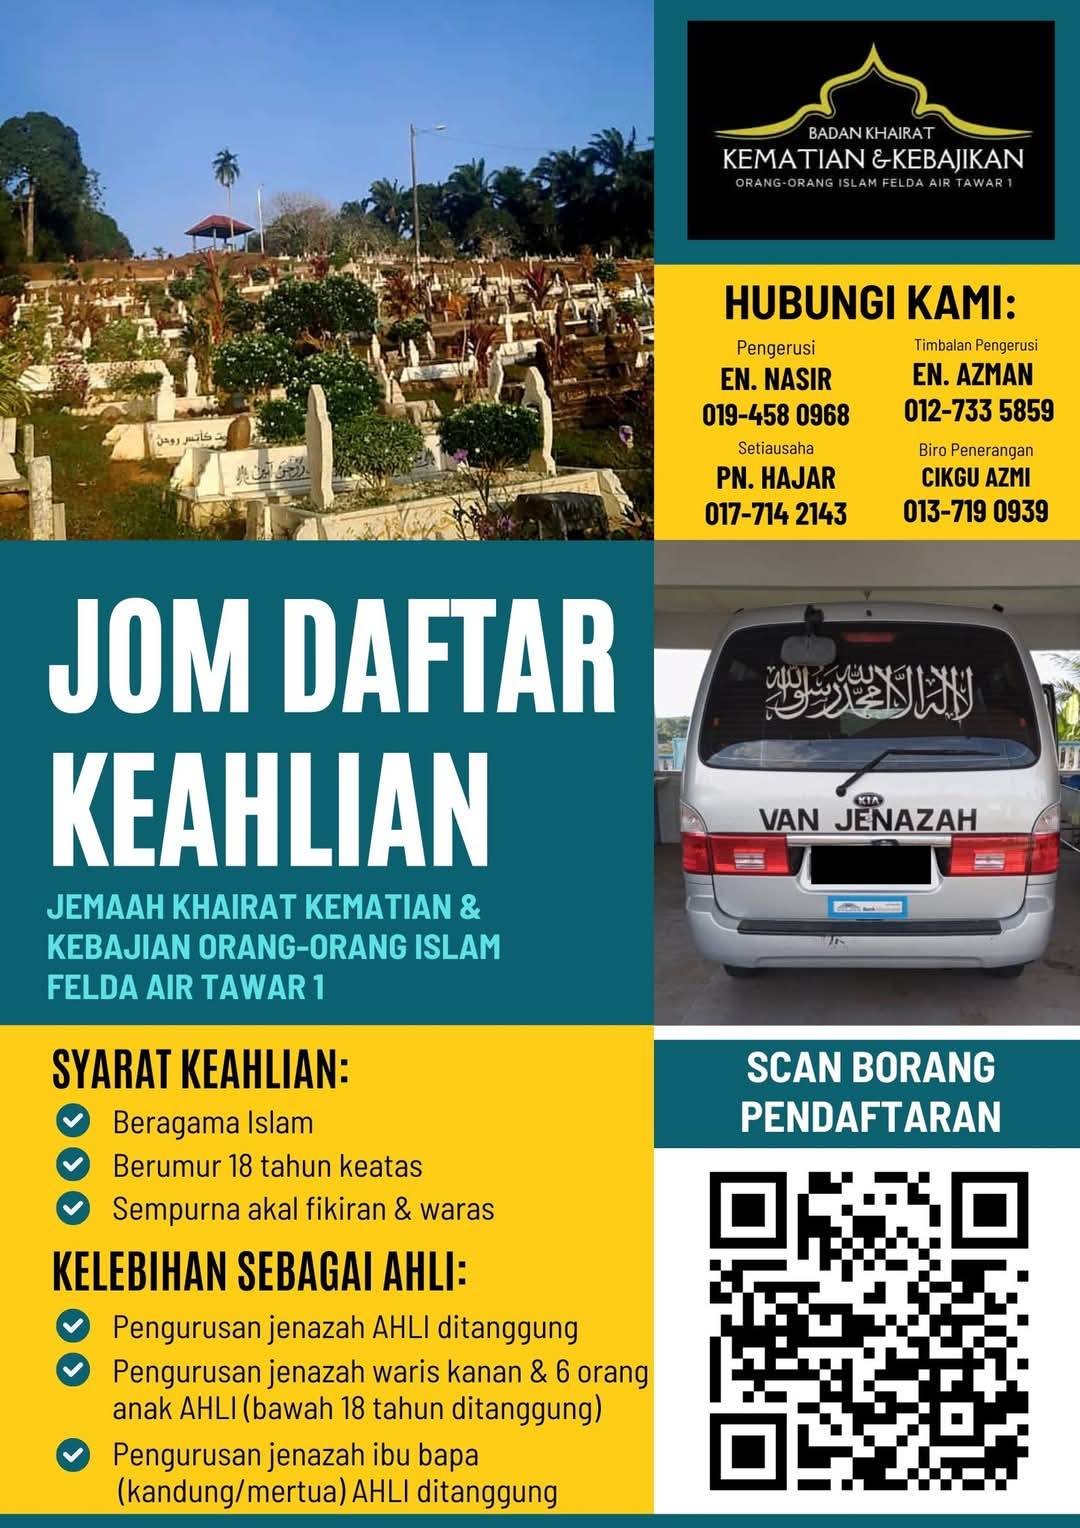 BADAN KHAIRAT
KEMATIAN & KEBAJIKAN
ORANG-ORANG ISLAM FELDA AIR TAWAR 1
HUBUNGI KAMI:
Pengerusi
EN. NASIR
019-458 0968
Timbalan Pengerusi
EN. AZMAN
012-733 5859
Setiausaha
PN. HAJAR
017-714 2143
Biro Penerangan
CIKGU AZMI
013-719 0939
JOM DAFTAR
KEAHLIAN
JEMAAH KHAIRAT KEMATIAN &
KEBAJIAN ORANG-ORANG ISLAM
FELDA AIR TAWAR 1
لا اله الا الله محمد رسول الله
KIA
VAN JENAZAH
SYARAT KEAHLIAN:
Beragama Islam
Berumur 18 tahun keatas
Sempurna akal fikiran & waras
KELEBIHAN SEBAGAI AHLI:
Pengurusan jenazah AHLI ditanggung
Pengurusan jenazah waris kanan & 6 orang
anak AHLI (bawah 18 tahun ditanggung)
Pengurusan jenazah ibu bapa
(kandung/mertua) AHLI ditanggung
SCAN BORANG
PENDAFTARAN